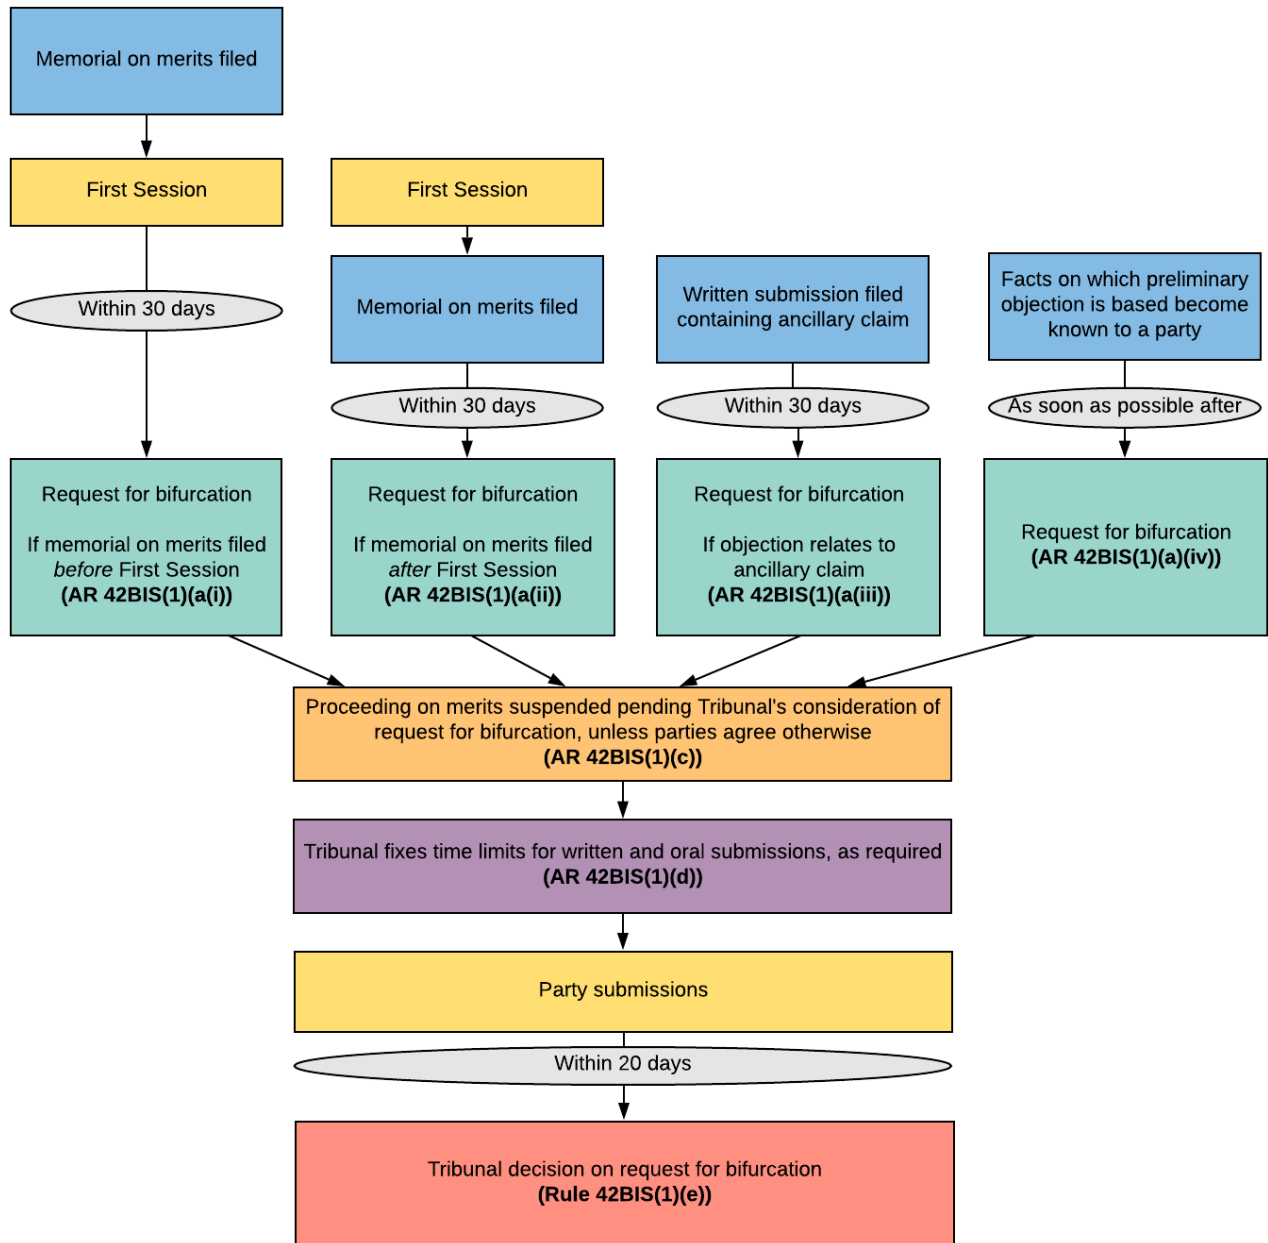 Memorial on merits filed
First Session
Within 30 days
Request for bifurcation
If memorial on merits filed
before First Session
(AR 42BIS(1)(a(i))
First Session
Memorial on merits filed
Within 30 days
Request for bifurcation
If memorial on merits filed
after First Session
(AR 42BIS(1)(a(ii))
Written submission filed
containing ancillary claim
Within 30 days
Request for bifurcation
If objection relates to
ancillary claim
(AR 42BIS(1)(a(iii))
Facts on which preliminary
objection is based become
known to a party
As soon as possible after
Request for bifurcation
(AR 42BIS(1)(a)(iv))
Proceeding on merits suspended pending Tribunal's consideration of
request for bifurcation, unless parties agree otherwise
(AR 42BIS(1)(c))
Tribunal fixes time limits for written and oral submissions, as required
(AR 42BIS(1)(d))
Party submissions
Within 20 days
Tribunal decision on request for bifurcation
(Rule 42BIS(1)(e))